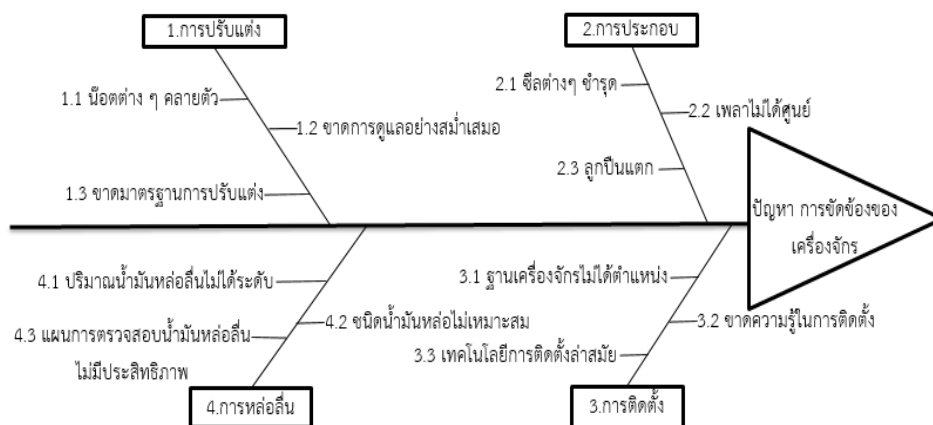 1.การปรับแต่ง
1.1 น๊อตต่าง ๆ คลายตัว
1.2 ขาดการดูแลอย่างสม่ำเสมอ
1.3 ขาดมาตรฐานการปรับแต่ง
2.การประกอบ
2.1 ซีลต่างๆ ชำรุด
2.2 เพลาไม่ได้ศูนย์
2.3 ลูกปืนแตก
ปัญหา การขัดข้องของ
เครื่องจักร
4.1 ปริมาณน้ำมันหล่อลื่นไม่ได้ระดับ
4.2 ชนิดน้ำมันหล่อไม่เหมาะสม
4.3 แผนการตรวจสอบน้ำมันหล่อลื่น
ไม่มีประสิทธิภาพ
4.การหล่อลื่น
3.1 ฐานเครื่องจักรไม่ได้ตำแหน่ง
3.2 ขาดความรู้ในการติดตั้ง
3.3 เทคโนโลยีการติดตั้งล่าสมัย
3.การติดตั้ง